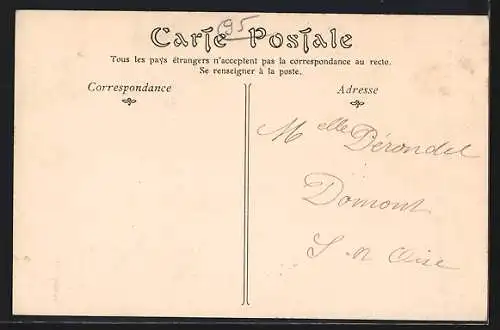 95
Carte Postale
Tous les pays étrangers n'acceptent pas la correspondance au recto.
Se renseigner à la poste.
Correspondance
Adresse
Melle Dérondel
Domont
S. et Oise